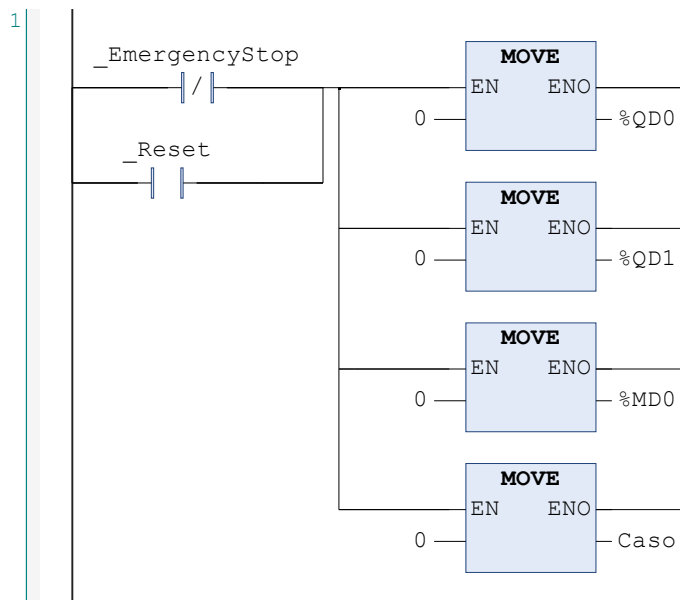 1
_EmergencyStop
/
_Reset
MOVE
EN ENO
0 %QD0
MOVE
EN ENO
0 %QD1
MOVE
EN ENO
0 %MD0
MOVE
EN ENO
0 Caso